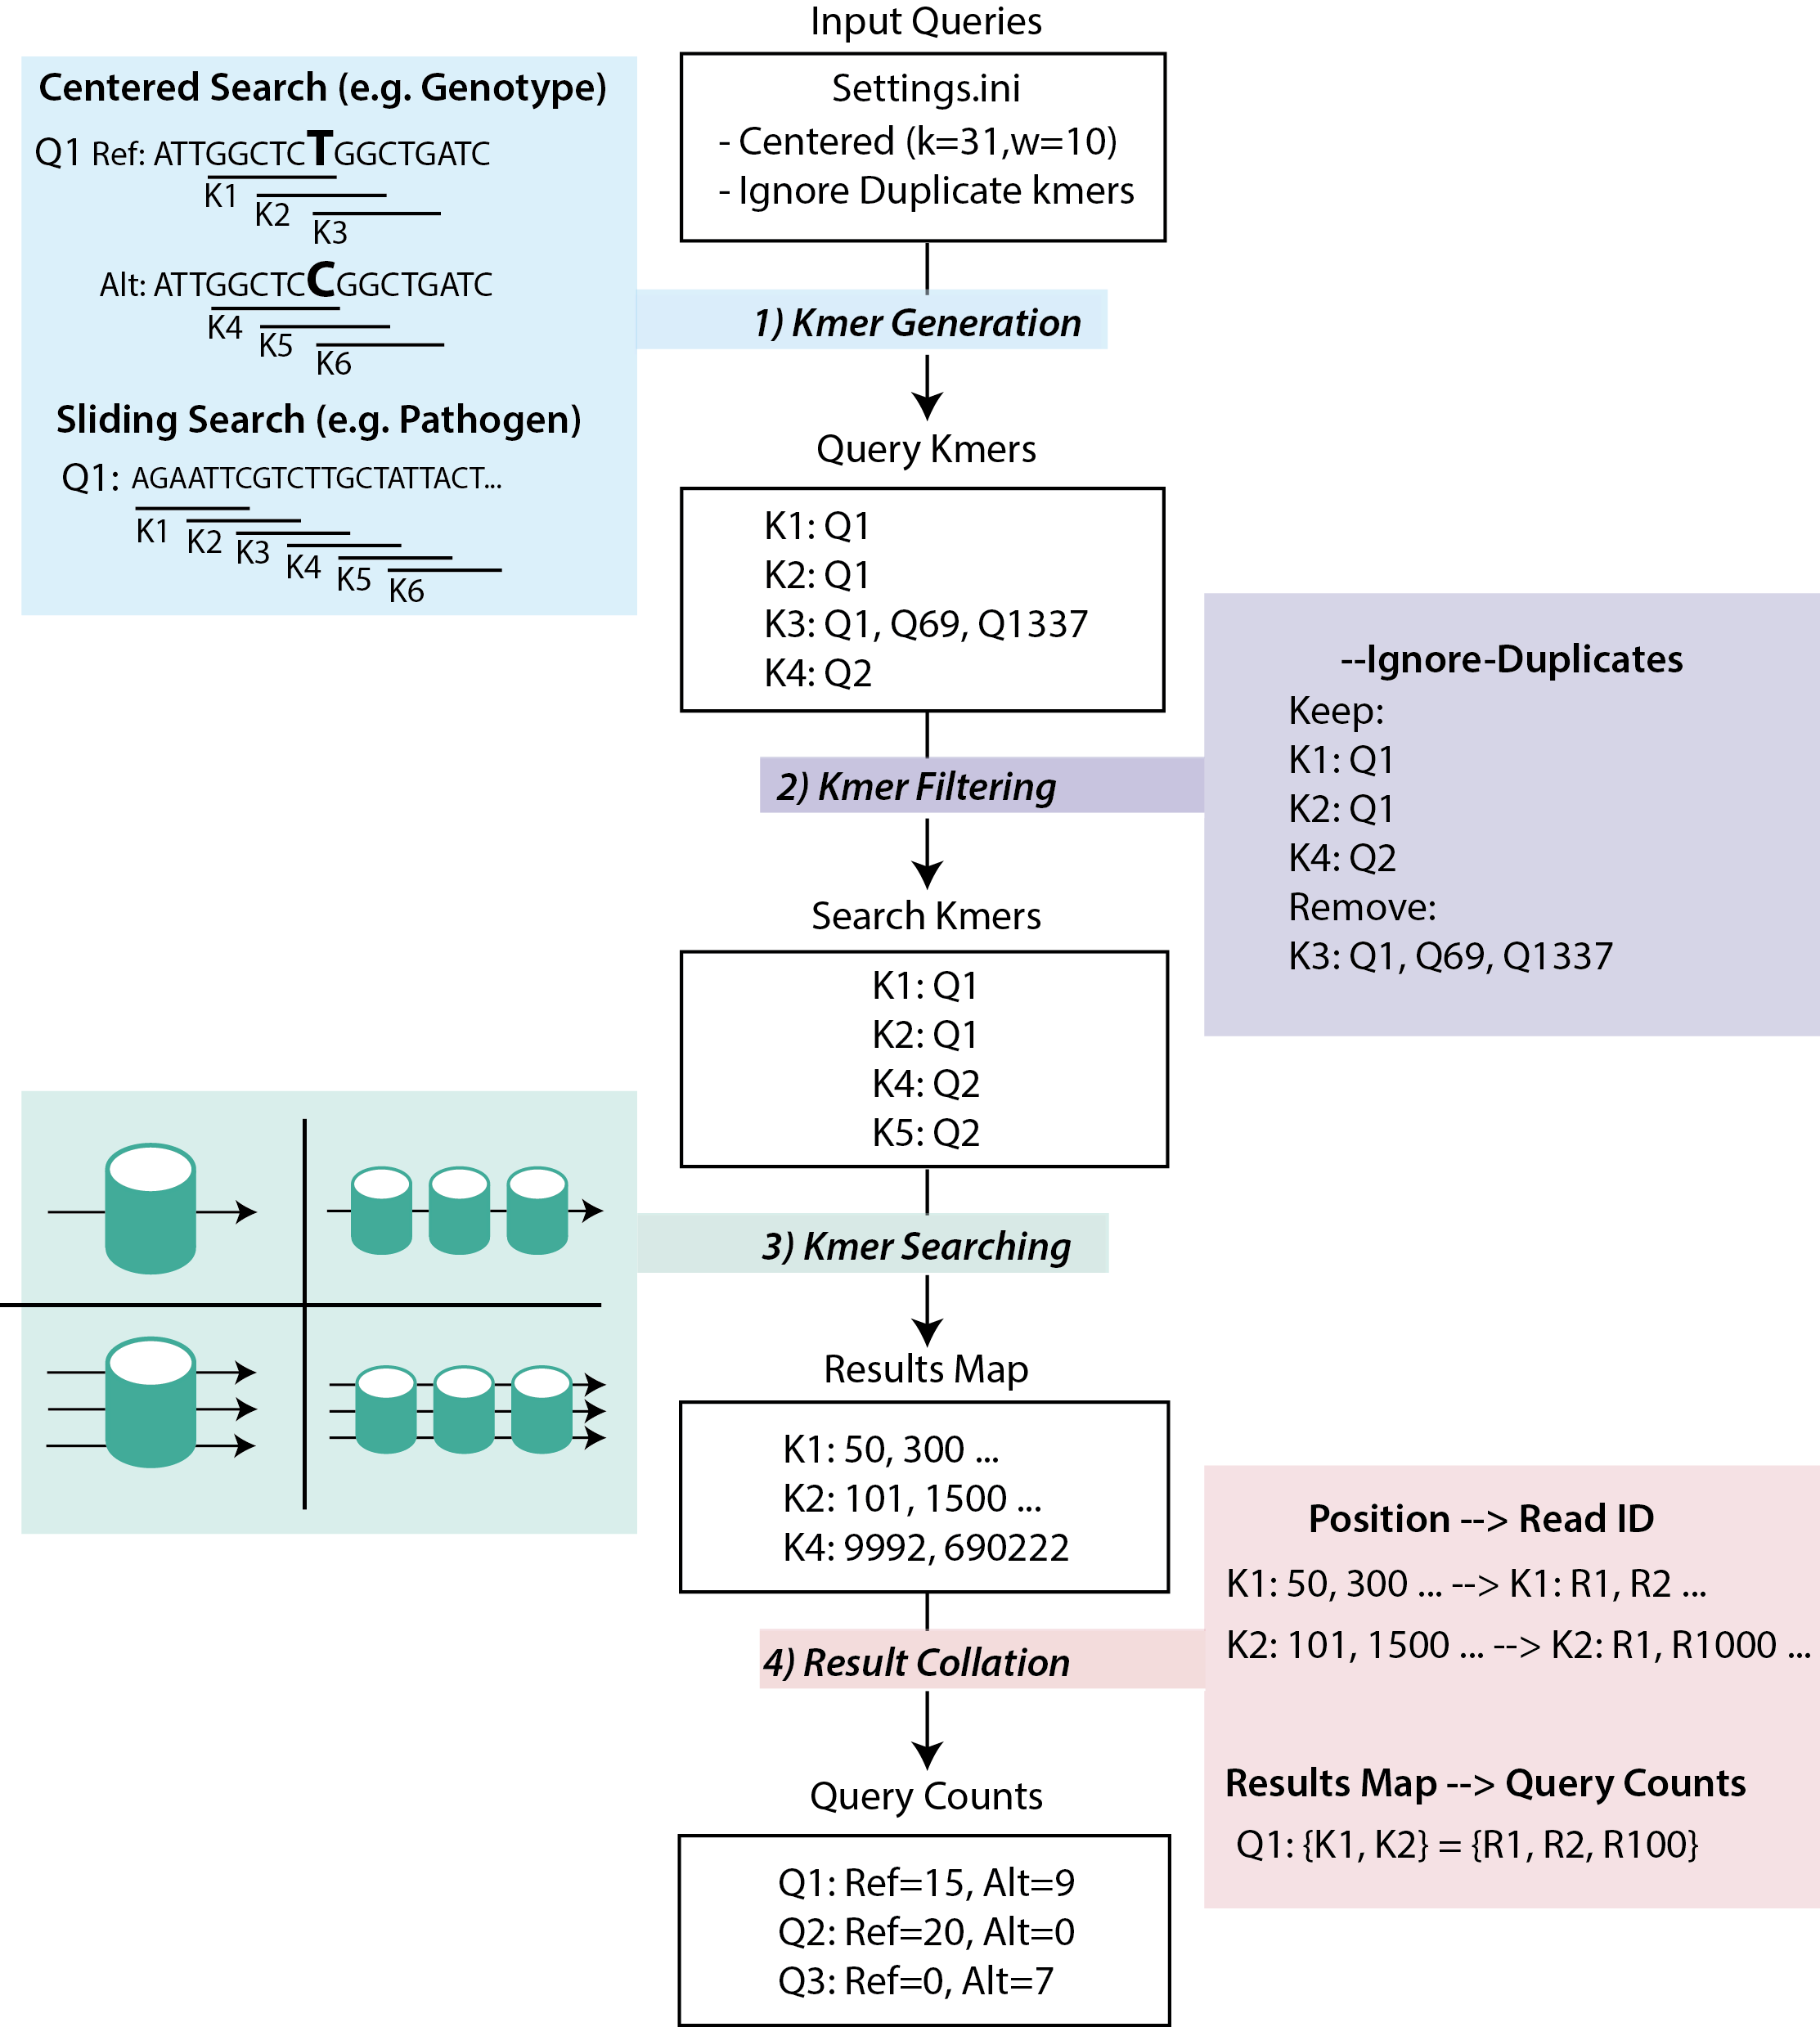 Input Queries
Settings.ini
- Centered (k=31,w=10)
- Ignore Duplicate kmers
Centered Search (e.g. Genotype)
Q1 Ref: ATTGGCTCTGGCTGATC
K1
K2
K3
Alt: ATTGGCTCCGGCTGATC
K4
K5
K6
Sliding Search (e.g. Pathogen)
Q1: AGAATTCGTCTTGCTATTACT...
K1
K2
K3
K4
K5
K6
1) Kmer Generation
Query Kmers
K1: Q1
K2: Q1
K3: Q1, Q69, Q1337
K4: Q2
2) Kmer Filtering
--Ignore-Duplicates
Keep:
K1: Q1
K2: Q1
K4: Q2
Remove:
K3: Q1, Q69, Q1337
Search Kmers
K1: Q1
K2: Q1
K4: Q2
K5: Q2
3) Kmer Searching
Results Map
K1: 50, 300 ...
K2: 101, 1500 ...
K4: 9992, 690222
4) Result Collation
Position --> Read ID
K1: 50, 300 ... --> K1: R1, R2 ...
K2: 101, 1500 ... --> K2: R1, R1000 ...
Results Map --> Query Counts
Q1: {K1, K2} = {R1, R2, R100}
Query Counts
Q1: Ref=15, Alt=9
Q2: Ref=20, Alt=0
Q3: Ref=0, Alt=7